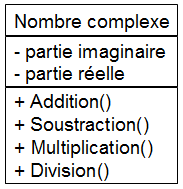 Nombre complexe
- partie imaginaire
- partie réelle
+ Addition()
+ Soustraction()
+ Multiplication()
+ Division()